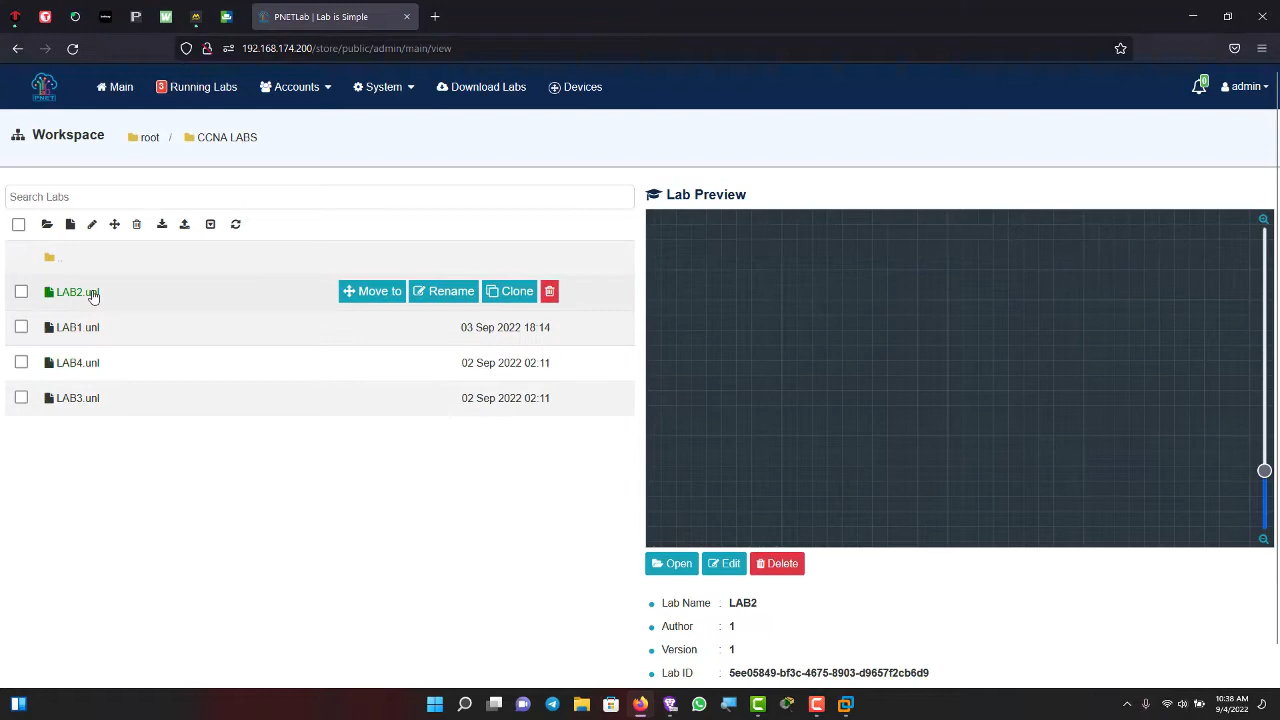 PNETLab | Lab is Simple
192.168.174.200/store/public/admin/main/view
PNET
Main
3 Running Labs
Accounts
System
Download Labs
Devices
0
admin
Workspace
root / CCNA LABS
Search Labs
..
LAB2.unl
Move to
Rename
Clone
LAB1.unl
03 Sep 2022 18:14
LAB4.unl
02 Sep 2022 02:11
LAB3.unl
02 Sep 2022 02:11
Lab Preview
Open
Edit
Delete
Lab Name : LAB2
Author : 1
Version : 1
Lab ID : 5ee05849-bf3c-4675-8903-d9657f2cb6d9
10:38 AM
9/4/2022